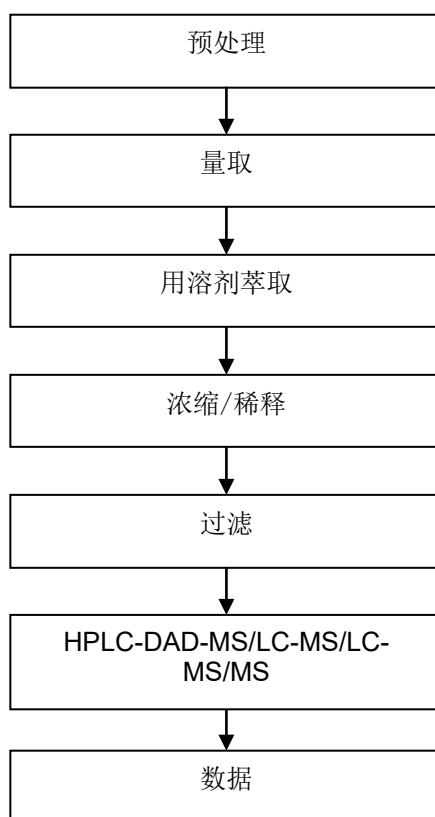 预处理
量取
用溶剂萃取
浓缩/稀释
过滤
HPLC-DAD-MS/LC-MS/LC-
MS/MS
数据